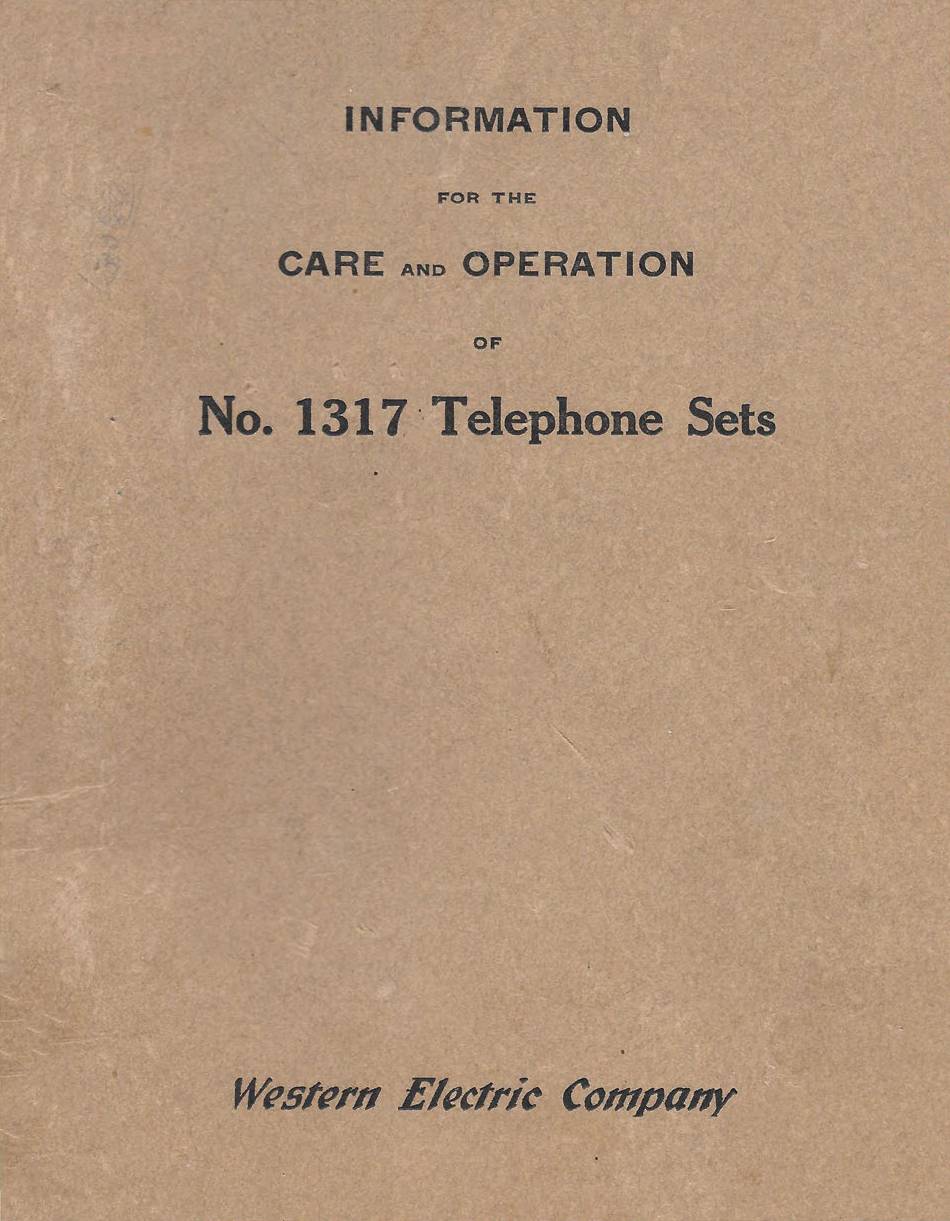 INFORMATION
FOR THE
CARE AND OPERATION
OF
No. 1317 Telephone Sets
Western Electric Company